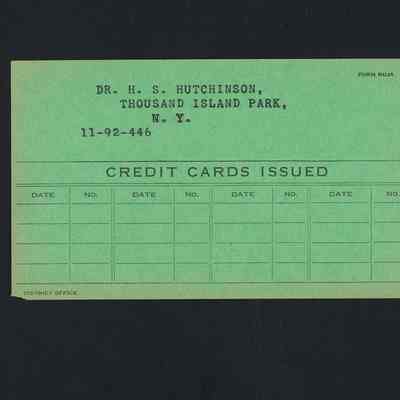 DR. H. S. HUTCHINSON,
THOUSAND ISLAND PARK,
N. Y.
11-92-446
CREDIT CARDS ISSUED
DATE NO. DATE NO. DATE NO. DATE NO.
DISTRICT OFFICE